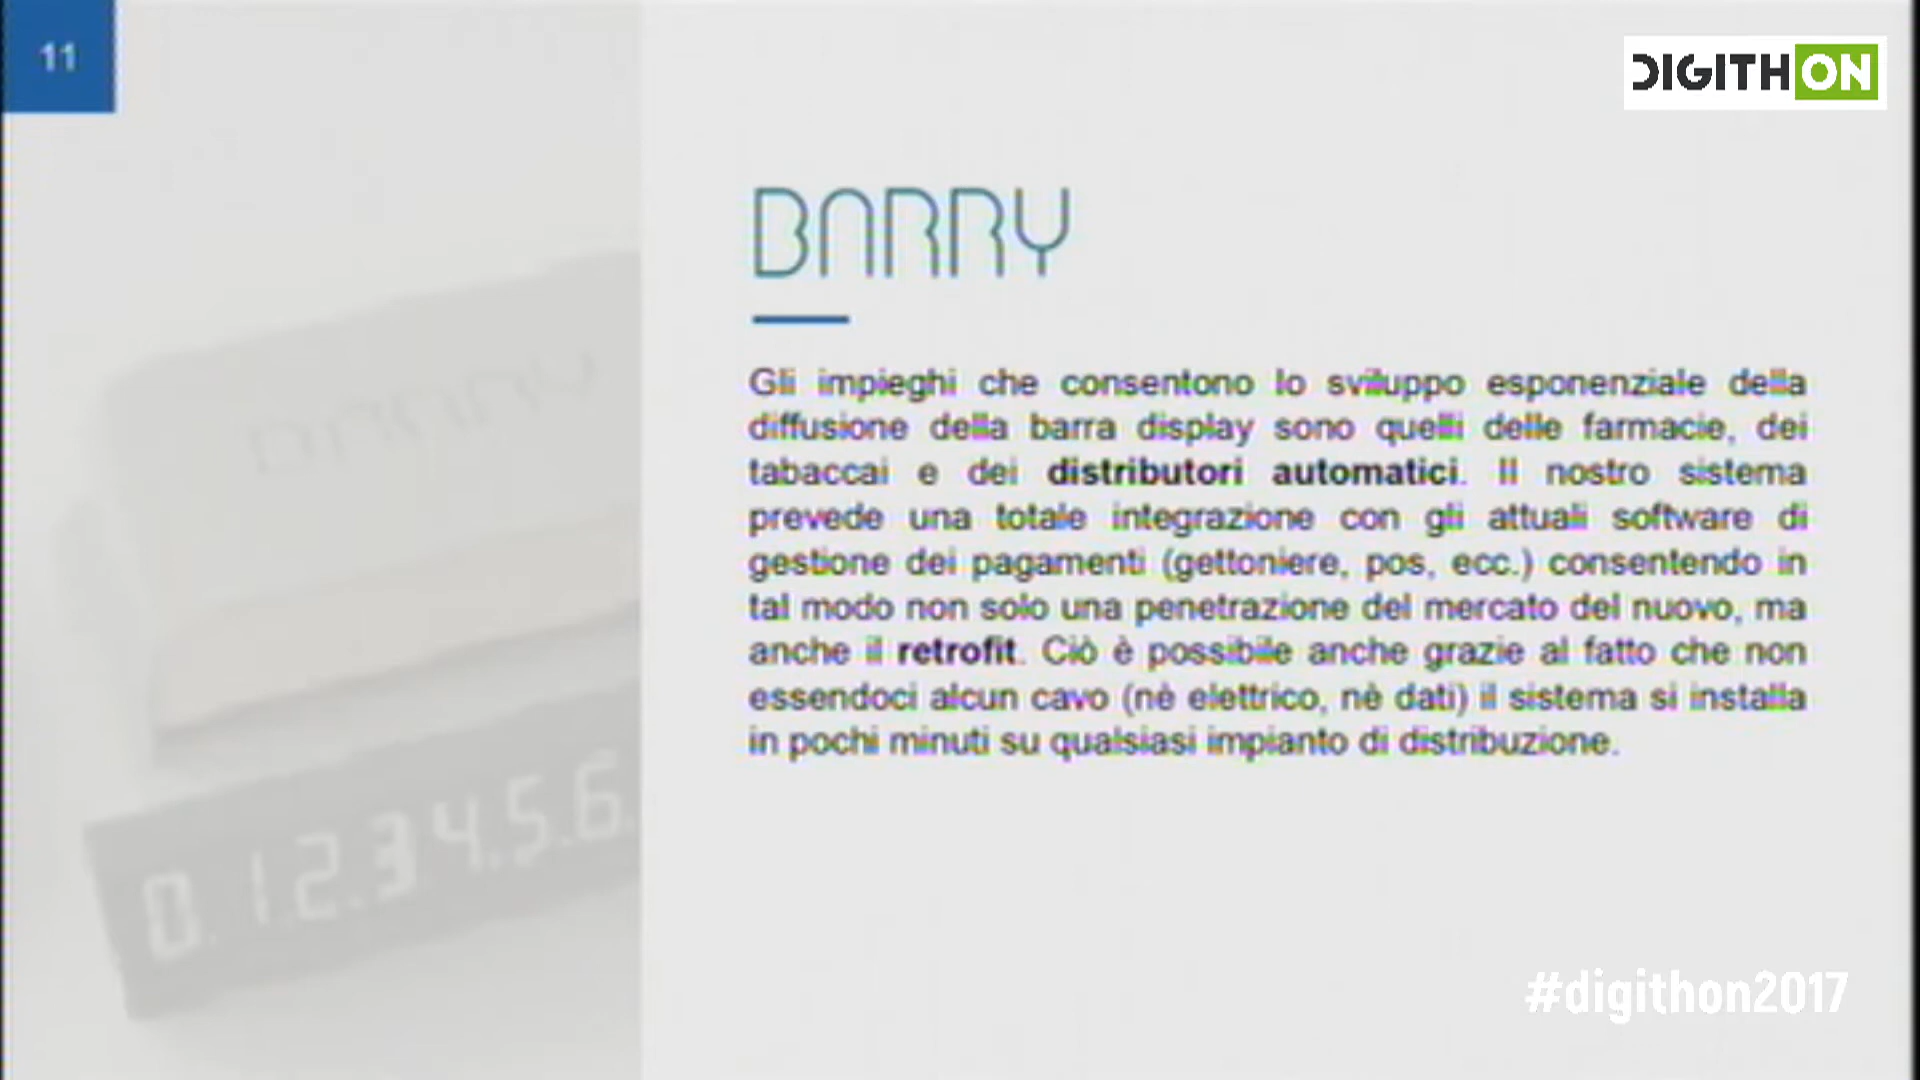 11
DIGITHON
BARRY
Gli impieghi che consentono lo sviluppo esponenziale della
diffusione della barra display sono quelli delle farmacie, dei
tabaccai e dei distributori automatici. Il nostro sistema
prevede una totale integrazione con gli attuali software di
gestione dei pagamenti (gettoniere, pos, ecc.) consentendo in
tal modo non solo una penetrazione del mercato del nuovo, ma
anche il retrofit. Ciò è possibile anche grazie al fatto che non
essendoci alcun cavo (nè elettrico, nè dati) il sistema si installa
in pochi minuti su qualsiasi impianto di distribuzione.
BARRY
0.1.2.3.4.5.6.
#digithon2017